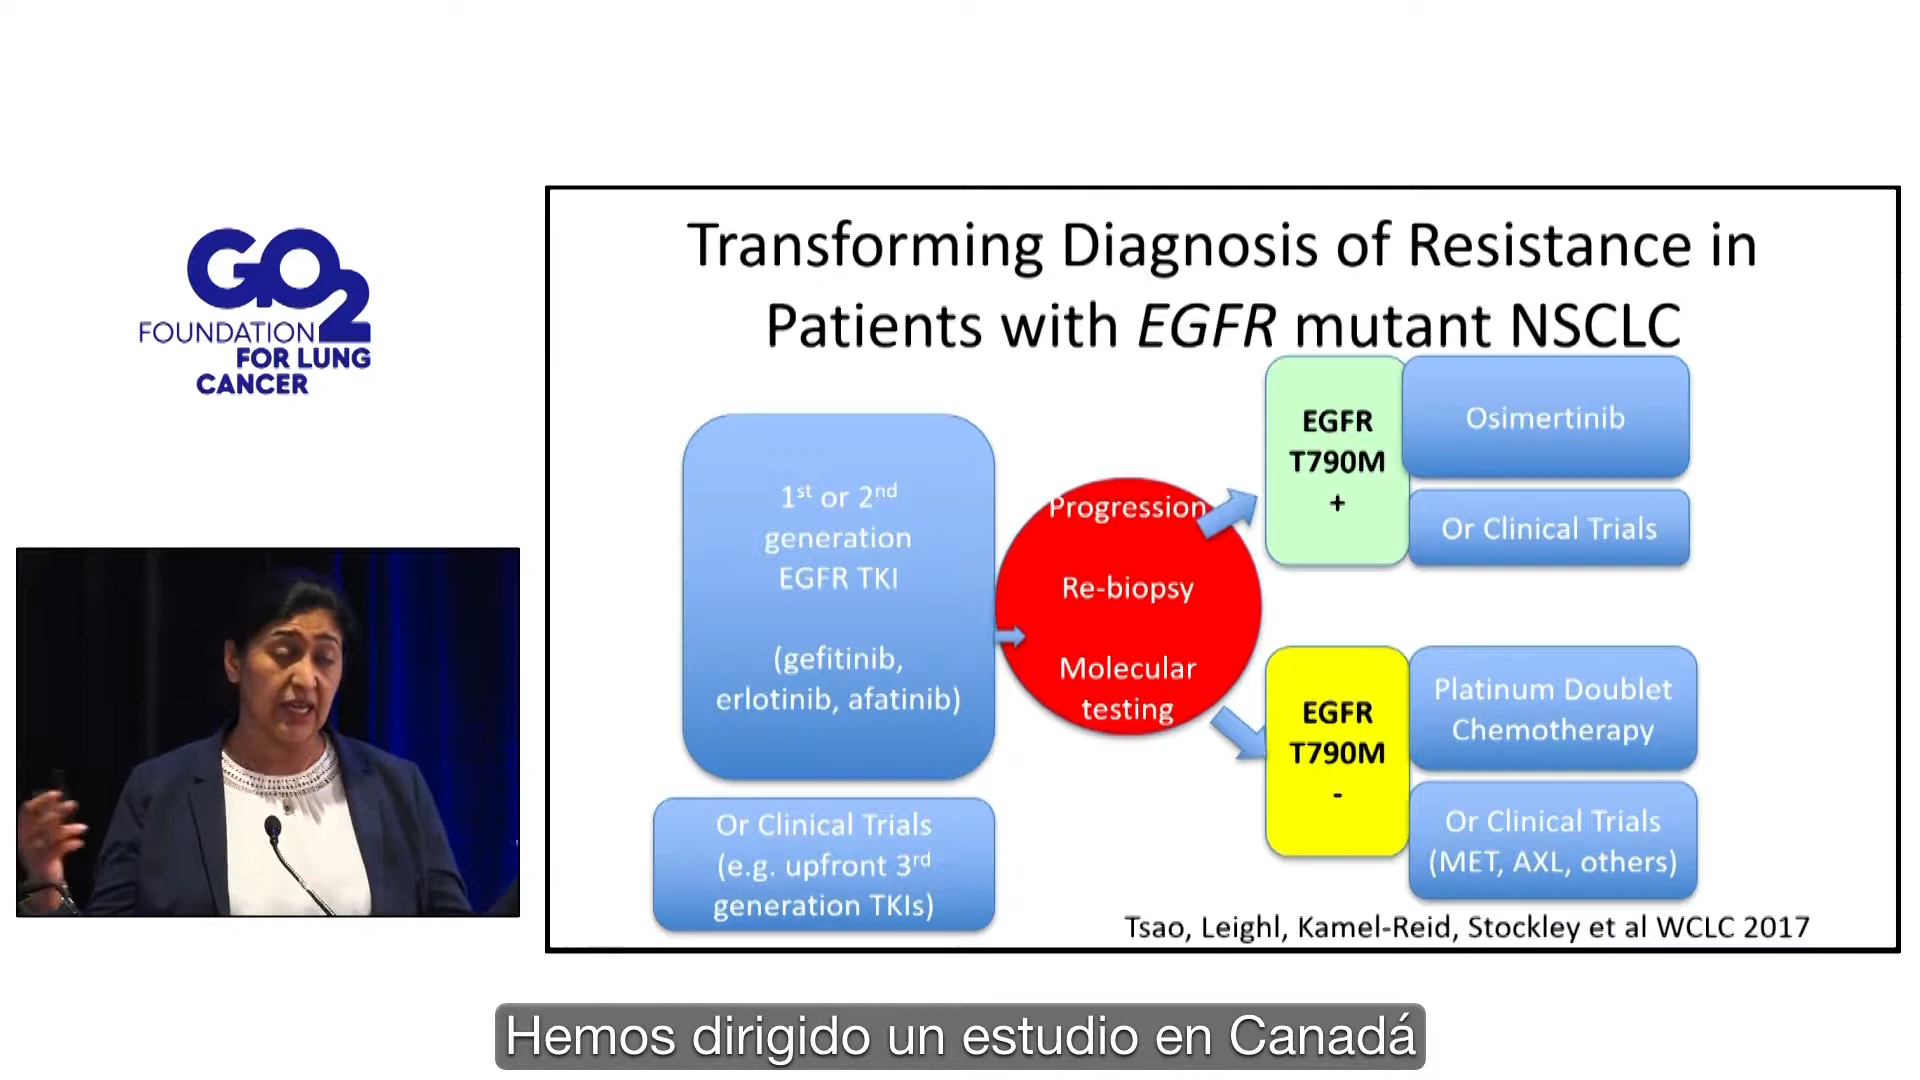 GO2
FOUNDATION
FOR LUNG
CANCER
Transforming Diagnosis of Resistance in
Patients with EGFR mutant NSCLC
1st or 2nd
generation
EGFR TKI
(gefitinib,
erlotinib, afatinib)
Or Clinical Trials
(e.g. upfront 3rd
generation TKIs)
Progression
Re-biopsy
Molecular
testing
EGFR
T790M
+
Osimertinib
Or Clinical Trials
EGFR
T790M
-
Platinum Doublet
Chemotherapy
Or Clinical Trials
(MET, AXL, others)
Tsao, Leighl, Kamel-Reid, Stockley et al WCLC 2017
Hemos dirigido un estudio en Canadá